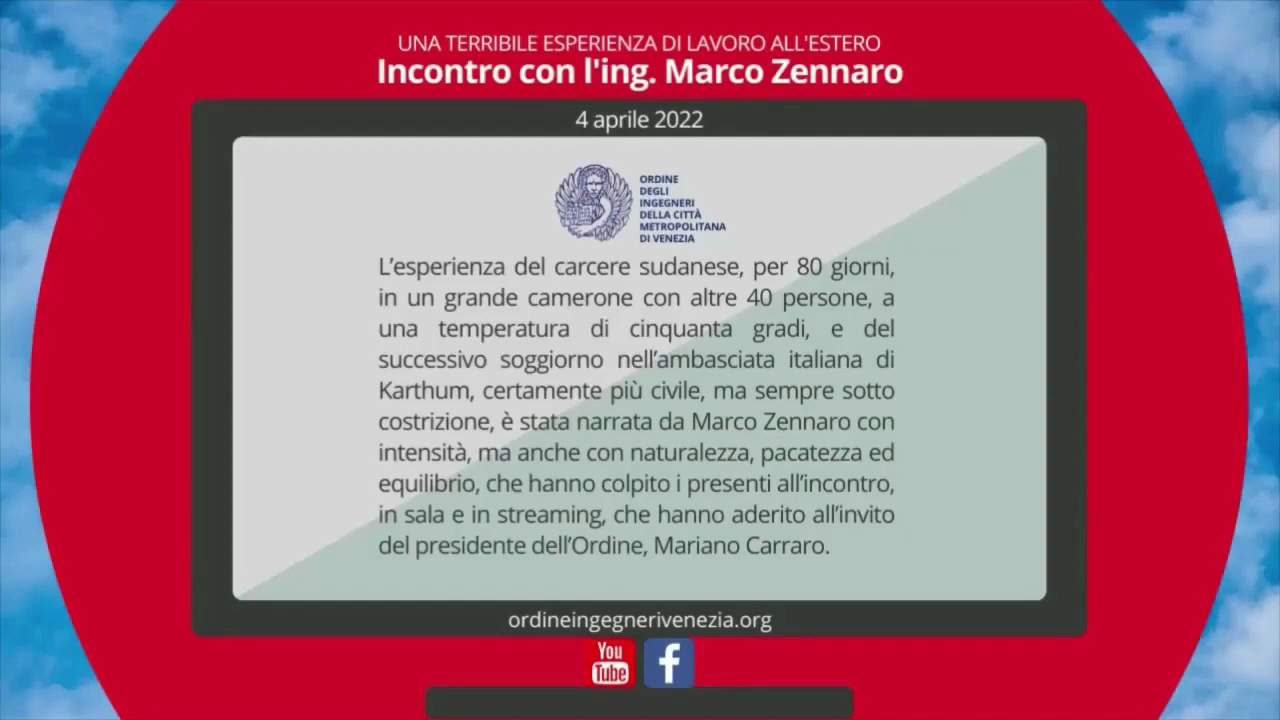 UNA TERRIBILE ESPERIENZA DI LAVORO ALL'ESTERO
Incontro con l'ing. Marco Zennaro
4 aprile 2022
ORDINE
DEGLI
INGEGNERI
DELLA CITTÀ
METROPOLITANA
DI VENEZIA
L’esperienza del carcere sudanese, per 80 giorni,
in un grande camerone con altre 40 persone, a
una temperatura di cinquanta gradi, e del
successivo soggiorno nell’ambasciata italiana di
Karthum, certamente più civile, ma sempre sotto
costrizione, è stata narrata da Marco Zennaro con
intensità, ma anche con naturalezza, pacatezza ed
equilibrio, che hanno colpito i presenti all’incontro,
in sala e in streaming, che hanno aderito all’invito
del presidente dell’Ordine, Mariano Carraro.
ordineingegnerivenezia.org
You
Tube
f